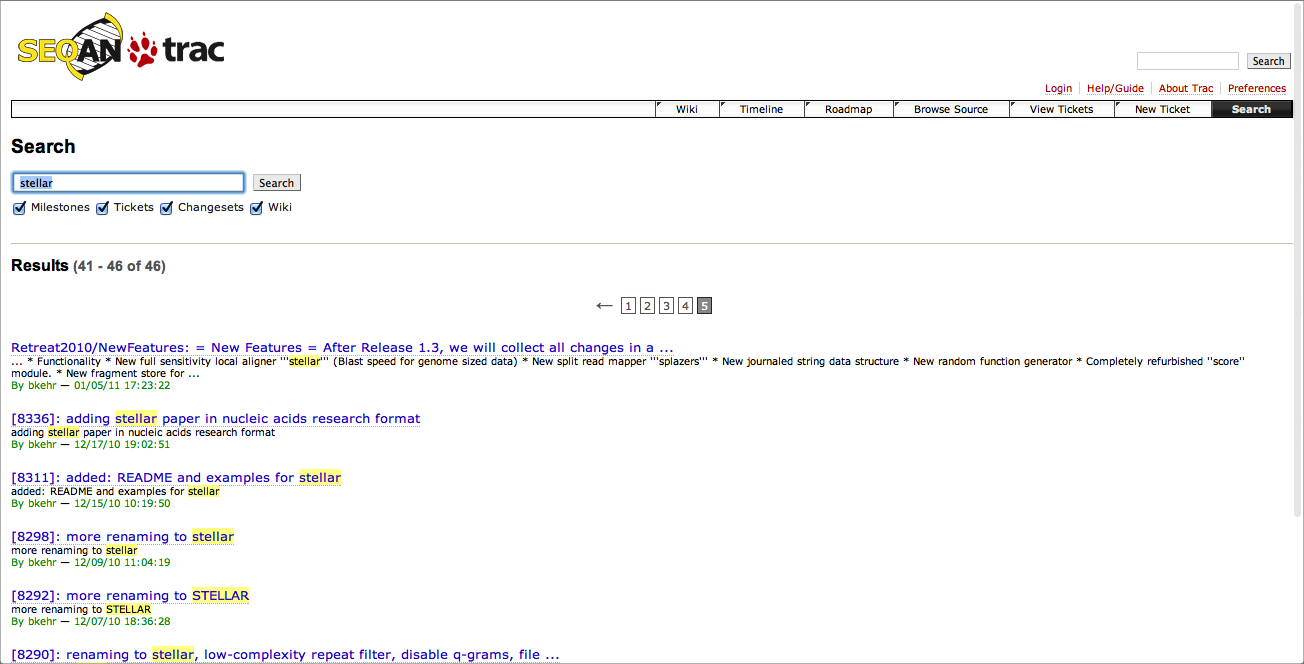 SEQAN trac
Search
Login Help/Guide About Trac Preferences
Wiki Timeline Roadmap Browse Source View Tickets New Ticket Search
Search
stellar Search
Milestones Tickets Changesets Wiki
Results (41 - 46 of 46)
← 1 2 3 4 5
Retreat2010/NewFeatures: = New Features = After Release 1.3, we will collect all changes in a ...
... * Functionality * New full sensitivity local aligner '''stellar''' (Blast speed for genome sized data) * New split read mapper '''splazers''' * New journaled string data structure * New random function generator * Completely refurbished ''score''
module. * New fragment store for ...
By bkehr — 01/05/11 17:23:22
[8336]: adding stellar paper in nucleic acids research format
adding stellar paper in nucleic acids research format
By bkehr — 12/17/10 19:02:51
[8311]: added: README and examples for stellar
added: README and examples for stellar
By bkehr — 12/15/10 10:19:50
[8298]: more renaming to stellar
more renaming to stellar
By bkehr — 12/09/10 11:04:19
[8292]: more renaming to STELLAR
more renaming to STELLAR
By bkehr — 12/07/10 18:36:28
[8290]: renaming to stellar, low-complexity repeat filter, disable q-grams, file ...